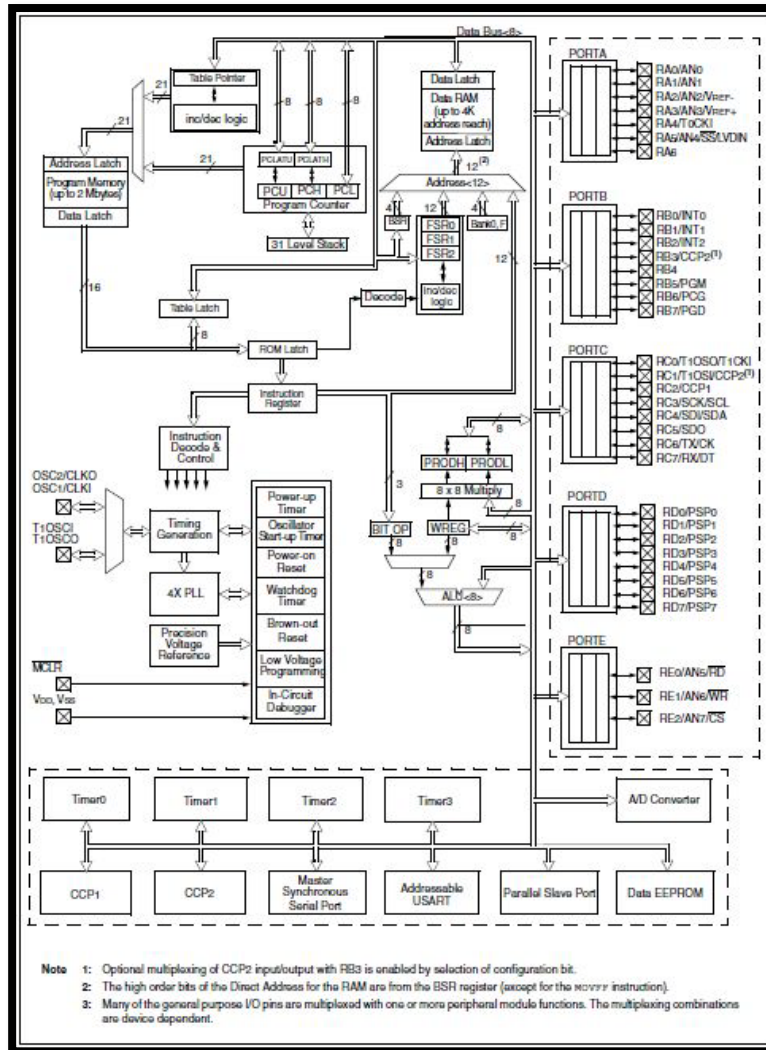 Data Bus<8>
21
Table Pointer
inc/dec logic
21
21
8
8
8
PCLATU
PCLATH
PCU
PCH
PCL
Program Counter
31 Level Stack
Address Latch
Program Memory
(up to 2 Mbytes)
Data Latch
16
Table Latch
8
ROM Latch
Instruction
Register
Decode
Data Latch
Data RAM
(up to 4K
address reach)
Address Latch
12(2)
Address<12>
4
12
4
BSR
FSR0
FSR1
FSR2
Bank0, F
inc/dec
logic
12
Instruction
Decode &
Control
OSC2/CLKO
OSC1/CLKI
T1OSCI
T1OSCO
Timing
Generation
4X PLL
Precision
Voltage
Reference
MCLR
VDD, VSS
Power-up
Timer
Oscillator
Start-up Timer
Power-on
Reset
Watchdog
Timer
Brown-out
Reset
Low Voltage
Programming
In-Circuit
Debugger
8
PRODH
PRODL
8 x 8 Multiply
3
8
BIT OP
WREG
8
8
8
8
ALU<8>
8
PORTA
RA0/AN0
RA1/AN1
RA2/AN2/VREF-
RA3/AN3/VREF+
RA4/T0CKI
RA5/AN4/SS/LVDIN
RA6
PORTB
RB0/INT0
RB1/INT1
RB2/INT2
RB3/CCP2(1)
RB4
RB5/PGM
RB6/PCG
RB7/PGD
PORTC
RC0/T1OSO/T1CKI
RC1/T1OSI/CCP2(1)
RC2/CCP1
RC3/SCK/SCL
RC4/SDI/SDA
RC5/SDO
RC6/TX/CK
RC7/RX/DT
PORTD
RD0/PSP0
RD1/PSP1
RD2/PSP2
RD3/PSP3
RD4/PSP4
RD5/PSP5
RD6/PSP6
RD7/PSP7
PORTE
RE0/AN5/RD
RE1/AN6/WR
RE2/AN7/CS
Timer0
Timer1
Timer2
Timer3
A/D Converter
CCP1
CCP2
Master
Synchronous
Serial Port
Addressable
USART
Parallel Slave Port
Data EEPROM
Note 1: Optional multiplexing of CCP2 input/output with RB3 is enabled by selection of configuration bit.
2: The high order bits of the Direct Address for the RAM are from the BSR register (except for the MOVFF instruction).
3: Many of the general purpose I/O pins are multiplexed with one or more peripheral module functions. The multiplexing combinations
are device dependent.